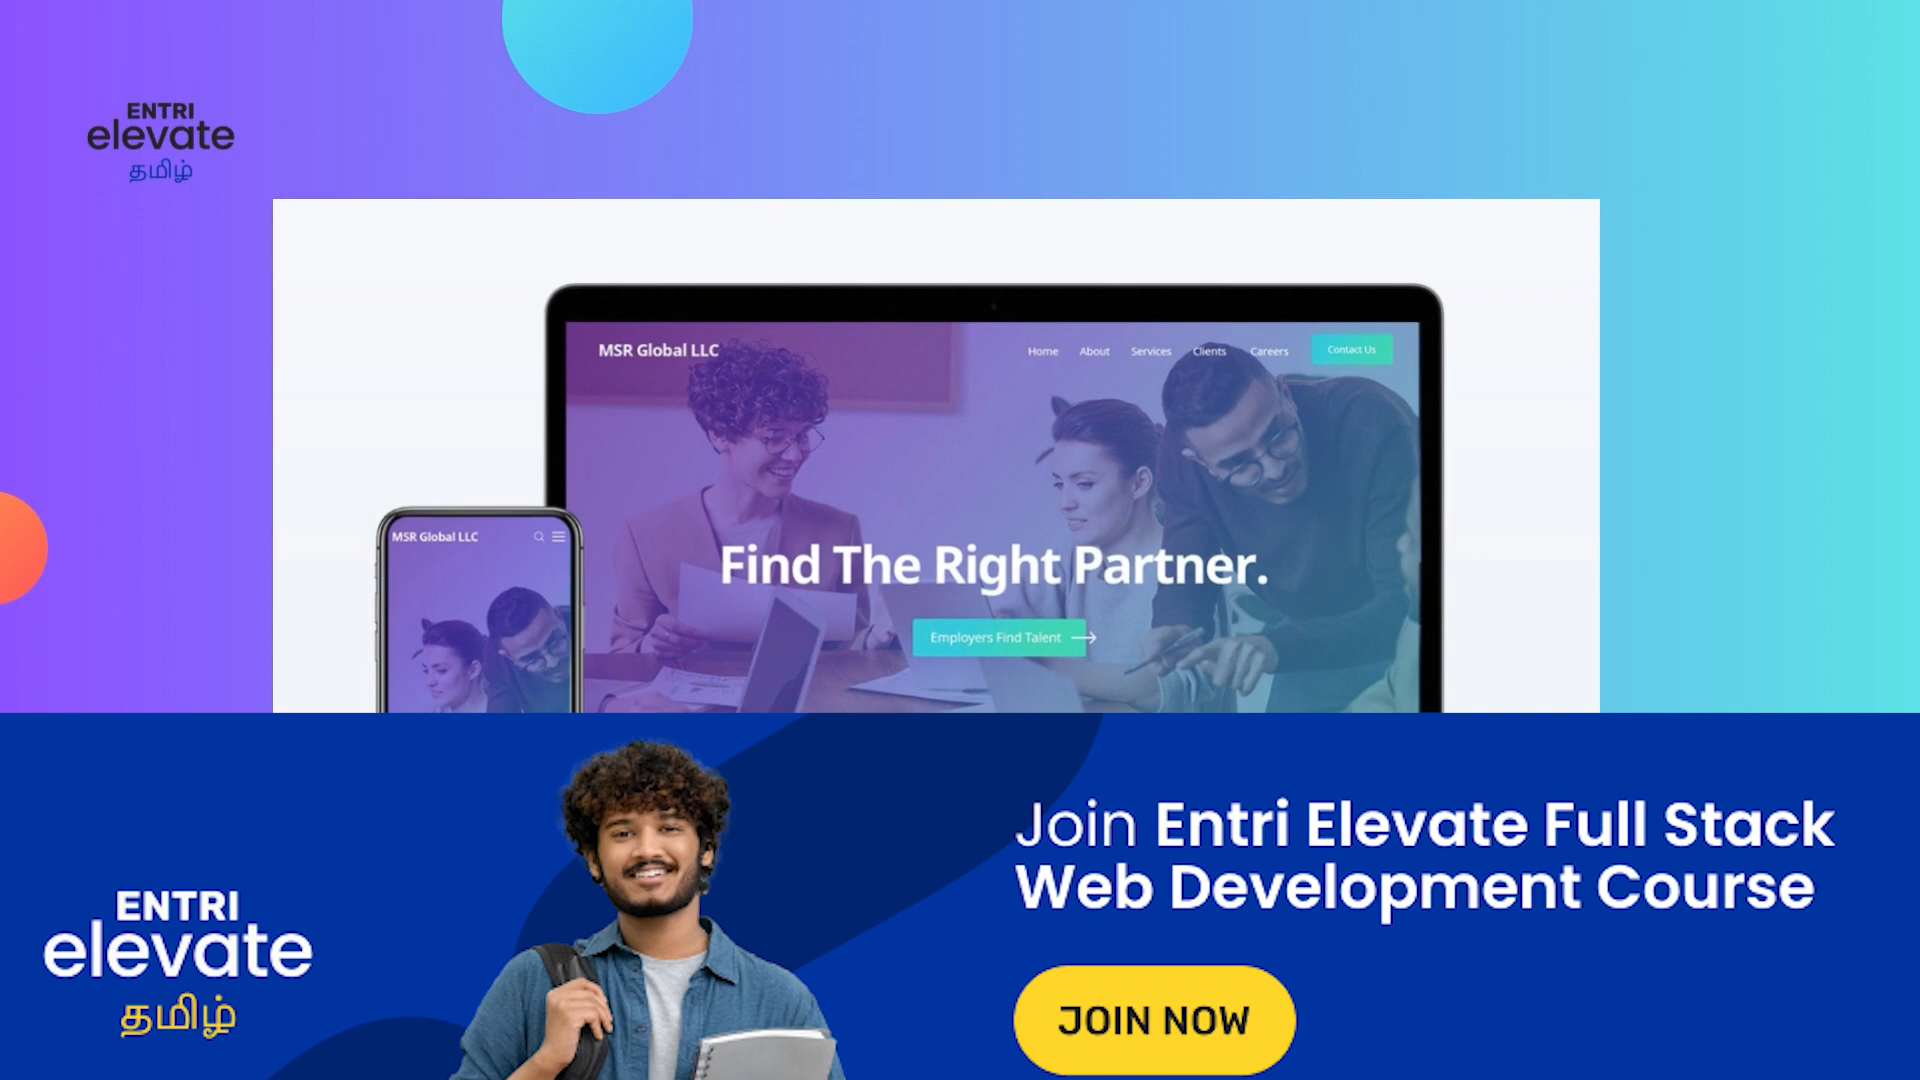 ENTRI
elevate
தமிழ்
MSR Global LLC
Home About Services Clients Careers Contact Us
MSR Global LLC
Find The Right Partner.
Employers Find Talent
Join Entri Elevate Full Stack
Web Development Course
ENTRI
elevate
தமிழ்
JOIN NOW